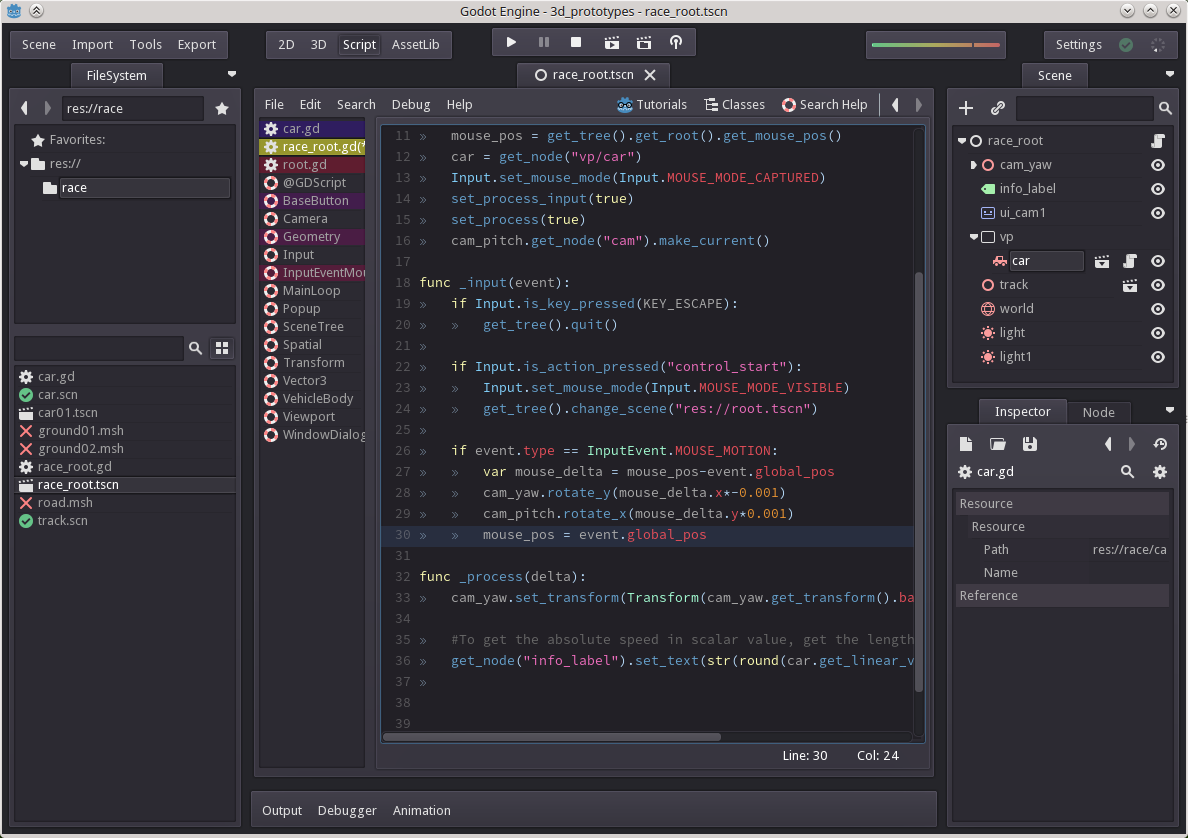 Godot Engine - 3d_prototypes - race_root.tscn
Scene Import Tools Export
2D 3D Script AssetLib
Settings
FileSystem
res://race
Favorites:
res://
race
car.gd
car.scn
car01.tscn
ground01.msh
ground02.msh
race_root.gd
race_root.tscn
road.msh
track.scn
race_root.tscn
File Edit Search Debug Help
Tutorials Classes Search Help
car.gd
race_root.gd(*
root.gd
@GDScript
BaseButton
Camera
Geometry
Input
InputEventMou
MainLoop
Popup
SceneTree
Spatial
Transform
Vector3
VehicleBody
Viewport
WindowDialog
11 » mouse_pos = get_tree().get_root().get_mouse_pos()
12 » car = get_node("vp/car")
13 » Input.set_mouse_mode(Input.MOUSE_MODE_CAPTURED)
14 » set_process_input(true)
15 » set_process(true)
16 » cam_pitch.get_node("cam").make_current()
17
18 func _input(event):
19 » if Input.is_key_pressed(KEY_ESCAPE):
20 » » get_tree().quit()
21 »
22 » if Input.is_action_pressed("control_start"):
23 » » Input.set_mouse_mode(Input.MOUSE_MODE_VISIBLE)
24 » » get_tree().change_scene("res://root.tscn")
25 »
26 » if event.type == InputEvent.MOUSE_MOTION:
27 » » var mouse_delta = mouse_pos-event.global_pos
28 » » cam_yaw.rotate_y(mouse_delta.x*-0.001)
29 » » cam_pitch.rotate_x(mouse_delta.y*0.001)
30 » » mouse_pos = event.global_pos
31
32 func _process(delta):
33 » cam_yaw.set_transform(Transform(cam_yaw.get_transform().ba
34
35 » #To get the absolute speed in scalar value, get the length
36 » get_node("info_label").set_text(str(round(car.get_linear_v
37 »
38
39
Line: 30 Col: 24
Output Debugger Animation
Scene
race_root
cam_yaw
info_label
ui_cam1
vp
car
track
world
light
light1
Inspector Node
car.gd
Resource
Resource
Path res://race/ca
Name
Reference